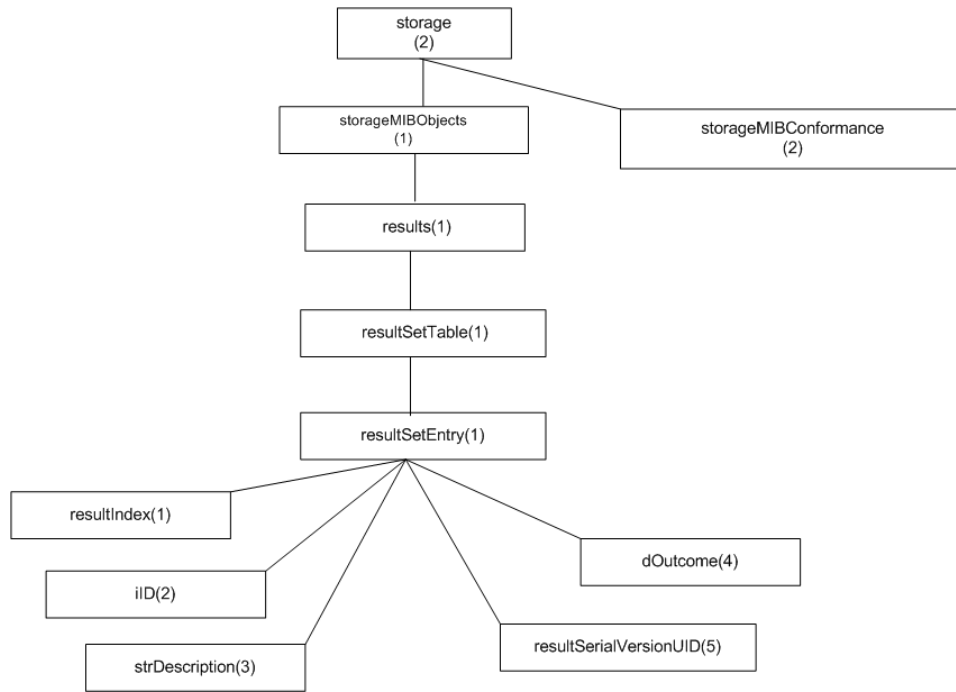 storage
(2)
storageMIBObjects
(1)
storageMIBConformance
(2)
results(1)
resultSetTable(1)
resultSetEntry(1)
resultIndex(1)
dOutcome(4)
iID(2)
resultSerialVersionUID(5)
strDescription(3)